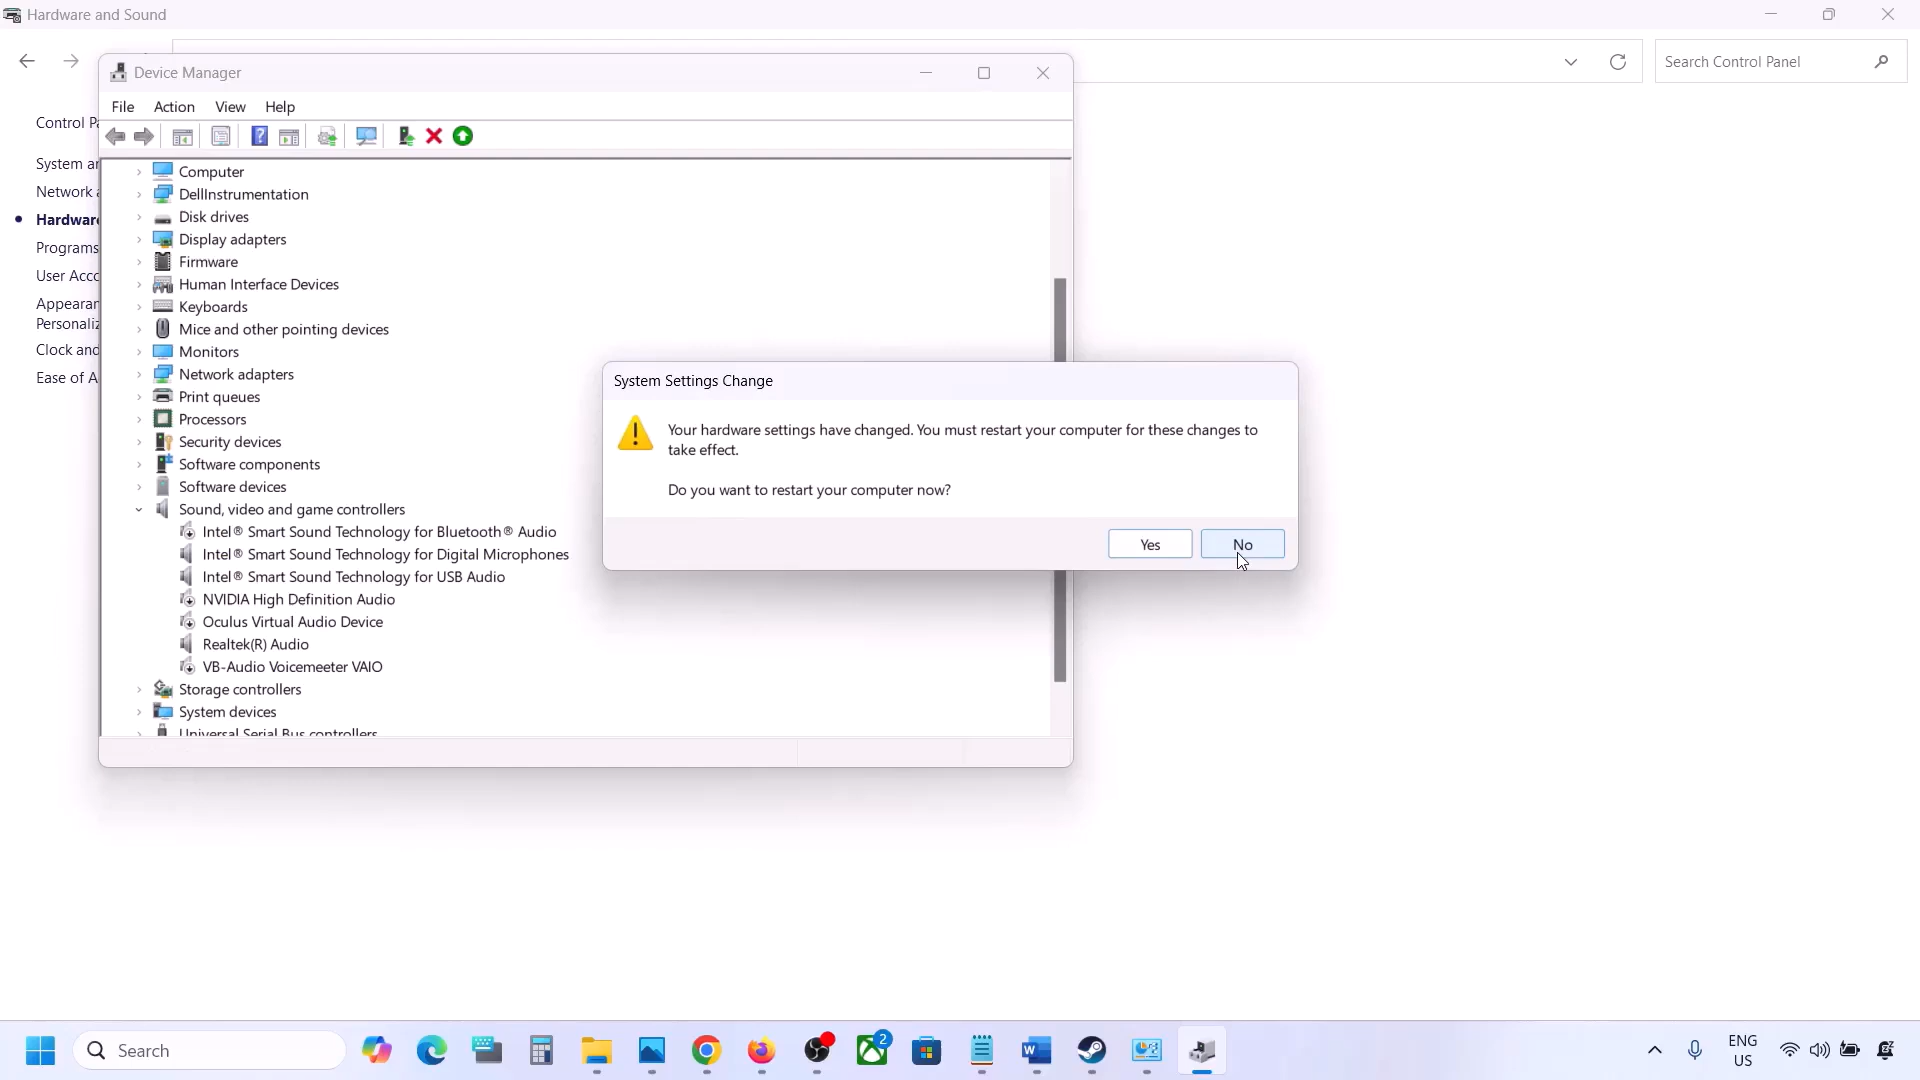 Hardware and Sound
Search Control Panel
Device Manager
File Action View Help
Control Pa
System an
Network a
Hardware
Programs
User Acco
Appearan
Personaliz
Clock and
Ease of A
Computer
DellInstrumentation
Disk drives
Display adapters
Firmware
Human Interface Devices
Keyboards
Mice and other pointing devices
Monitors
Network adapters
Print queues
Processors
Security devices
Software components
Software devices
Sound, video and game controllers
Intel® Smart Sound Technology for Bluetooth® Audio
Intel® Smart Sound Technology for Digital Microphones
Intel® Smart Sound Technology for USB Audio
NVIDIA High Definition Audio
Oculus Virtual Audio Device
Realtek(R) Audio
VB-Audio Voicemeeter VAIO
Storage controllers
System devices
Universal Serial Bus controllers
System Settings Change
Your hardware settings have changed. You must restart your computer for these changes to
take effect.
Do you want to restart your computer now?
Yes No
Search
2
ENG
US